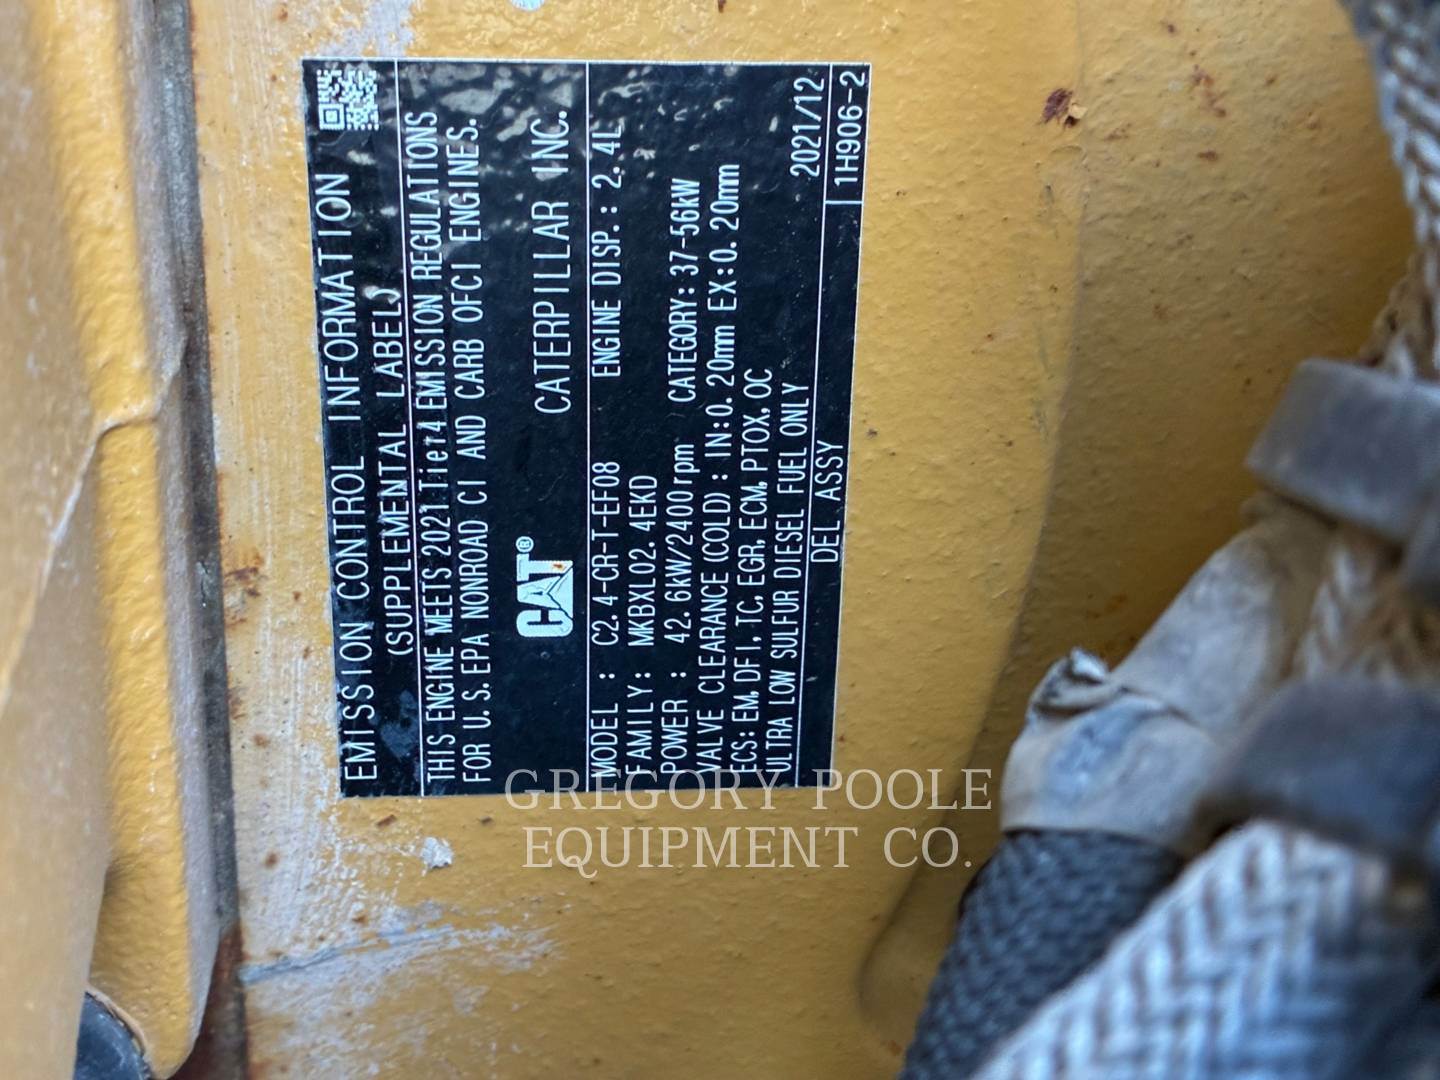 EMISSION CONTROL INFORMATION
(SUPPLEMENTAL LABEL)
THIS ENGINE MEETS 2021 Tier4 EMISSION REGULATIONS
FOR U.S. EPA NONROAD CI AND CARB OFCI ENGINES.
CAT® CATERPILLAR INC.
MODEL : C2.4-CR-T-EF08 ENGINE DISP.: 2.4L
FAMILY: MKBXL02.4EKD
POWER : 42.6kW/2400rpm CATEGORY:37-56kW
VALVE CLEARANCE(COLD) : IN:0.20mm EX:0.20mm
ECS: EM, DFI, TC, EGR, ECM, PTOX, OC
ULTRA LOW SULFUR DIESEL FUEL ONLY 2021/12
DEL ASSY 1H906-2
GREGORY POOLE
EQUIPMENT CO.